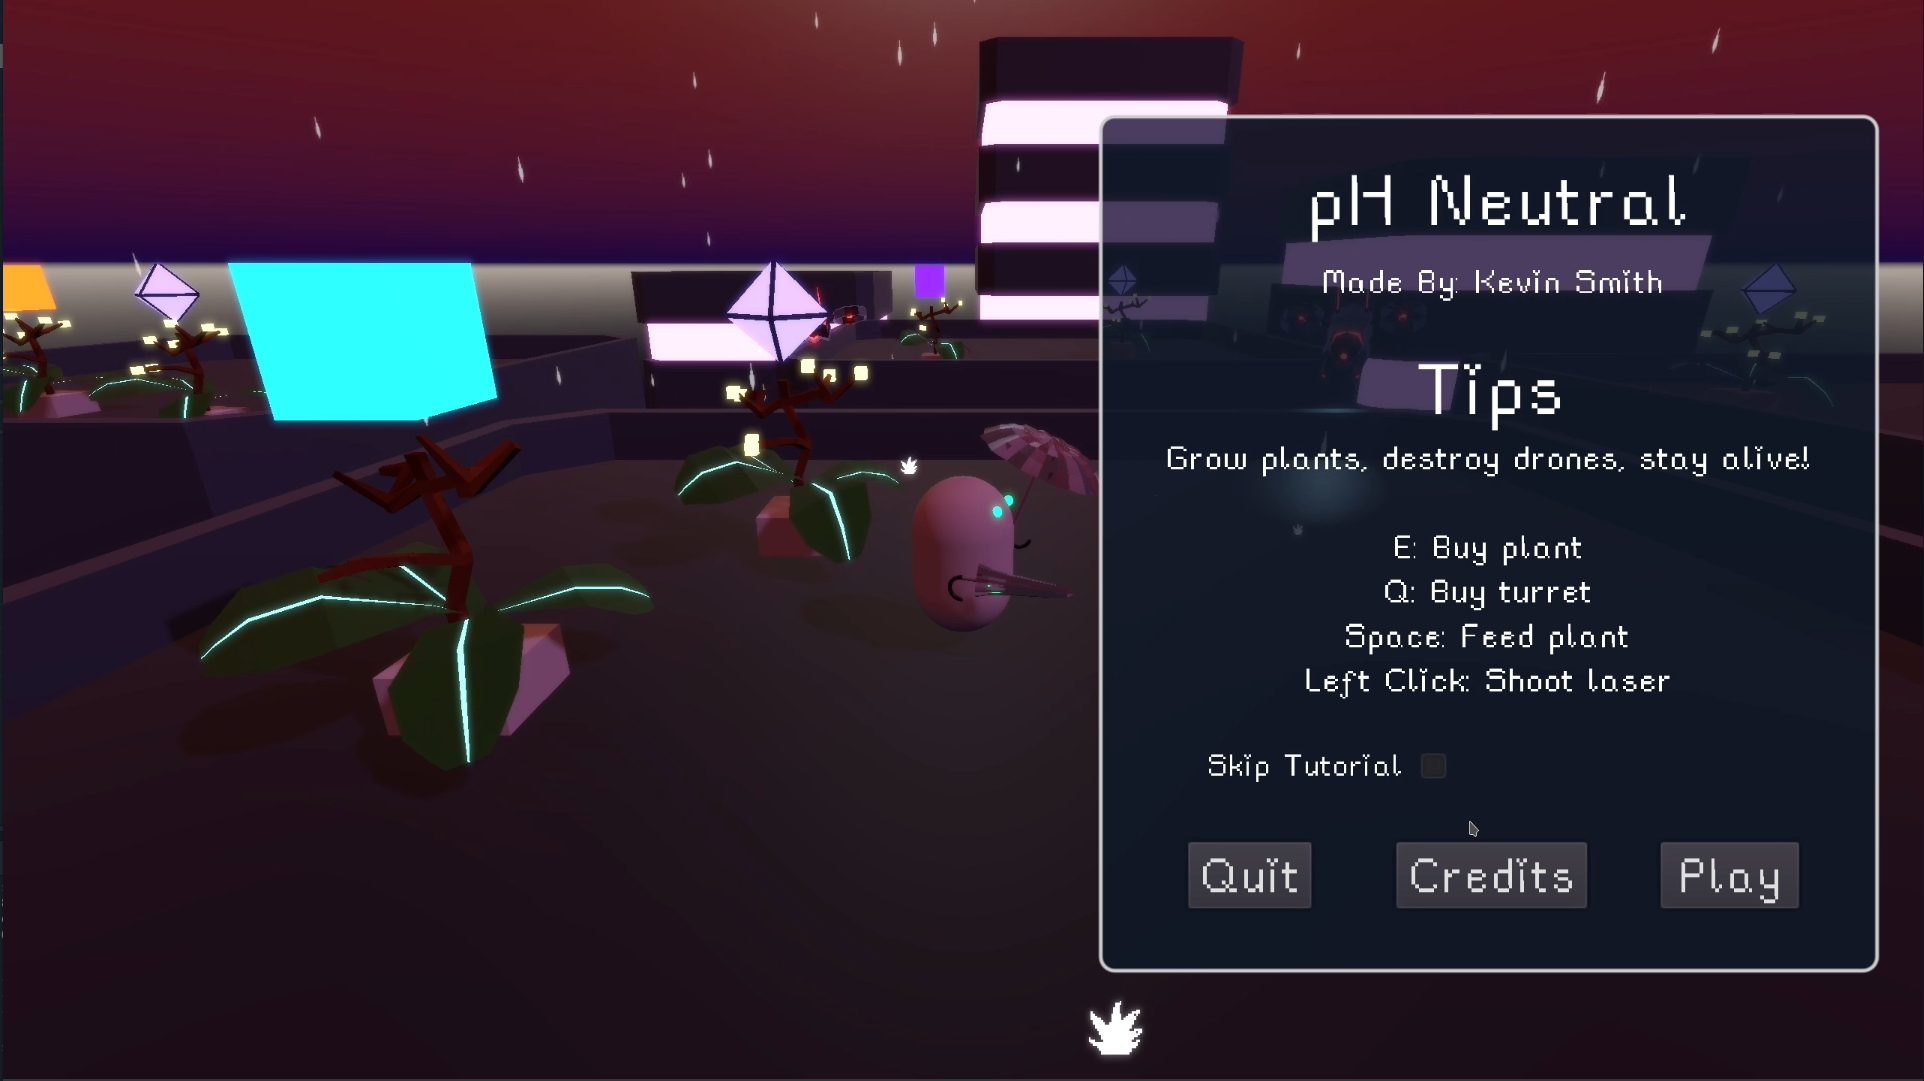 pH Neutral
Made By: Kevin Smith
Tips
Grow plants, destroy drones, stay alive!
E: Buy plant
Q: Buy turret
Space: Feed plant
Left Click: Shoot laser
Skip Tutorial
Quit
Credits
Play